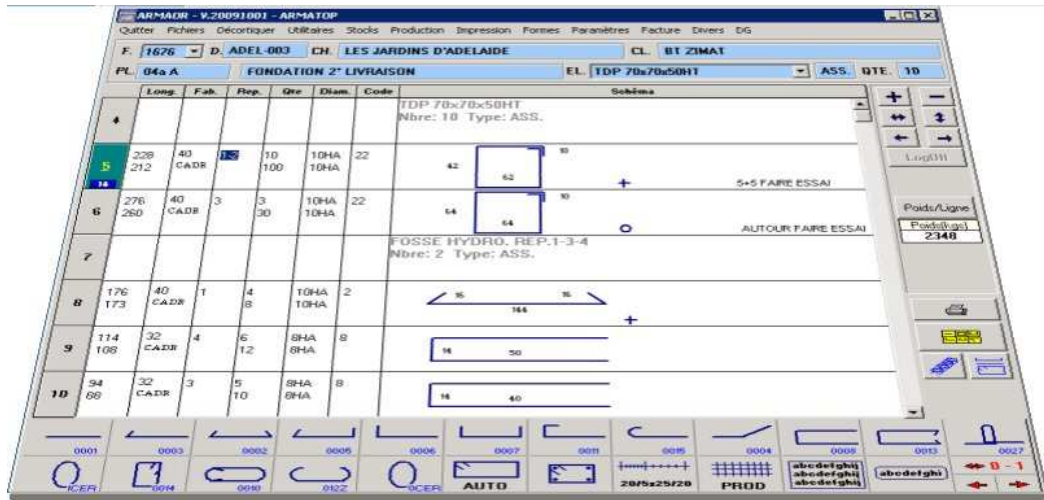 ARMAOR - V.20091001 - ARMATOP
Quitter Fichiers Décortiquer Utilitaires Stocks Production Impression Formes Paramètres Facture Divers DG
F. 1676 D. ADEL-003 CH. LES JARDINS D'ADELAIDE CL. BT ZIMAT
PL. 04a A FONDATION 2° LIVRAISON EL. TDP 70x70x50H1 ASS. QTE. 10
Long. Fab. Rep. Qte Diam. Code Schéma
4 TDP 70x70x50HT
Nbre: 10 Type: ASS.
5 228 40 1-2 10 10HA 22 10
212 CADR 100 10HA 42
62
5+5 FAIRE ESSAI
6 276 40 3 3 10HA 22 10
260 CADR 30 10HA 64
64
AUTOUR FAIRE ESSAI
7 FOSSE HYDRO. REP.1-3-4
Nbre: 2 Type: ASS.
8 176 40 1 4 10HA 2 16 16
173 CADR 8 10HA 144
9 114 32 4 6 8HA 8
108 CADR 12 8HA 14 50
10 94 32 3 5 8HA 8
88 CADR 10 8HA 14 40
Poids/Ligne
Poids(kgs)
2348
0001 0003 0002 0005 0006 0007 0011 0015 0004 0008 0013 0027
0014 0010 0122 AUTO 20/5x25/20 PROD
abcdefghij
abcdefghij
abcdefghij
abcdefghi
0 - 1